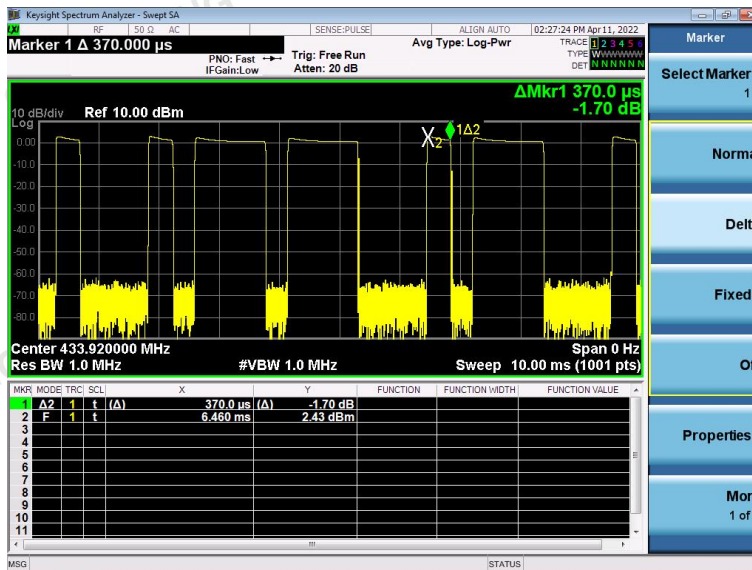 Keysight Spectrum Analyzer - Swept SA
LXI RF 50 Ω AC SENSE:PULSE ALIGN AUTO 02:27:24 PM Apr 11, 2022
Marker 1 Δ 370.000 µs
PNO: Fast
IFGain:Low
Trig: Free Run
Atten: 20 dB
Avg Type: Log-Pwr
TRACE 1 2 3 4 5 6
TYPE WWWWWW
DET N N N N N N
ΔMkr1 370.0 µs
-1.70 dB
10 dB/div Ref 10.00 dBm
Log
0.00
-10.0
-20.0
-30.0
-40.0
-50.0
-60.0
-70.0
-80.0
X2
1Δ2
Center 433.920000 MHz Span 0 Hz
Res BW 1.0 MHz #VBW 1.0 MHz Sweep 10.00 ms (1001 pts)
MKR MODE TRC SCL X Y FUNCTION FUNCTION WIDTH FUNCTION VALUE
1 Δ2 1 t (Δ) 370.0 µs (Δ) -1.70 dB
2 F 1 t 6.460 ms 2.43 dBm
3
4
5
6
7
8
9
10
11
MSG STATUS
Marker
Select Marker
1
Norma
Delt
Fixed
O
Properties
Mor
1 of